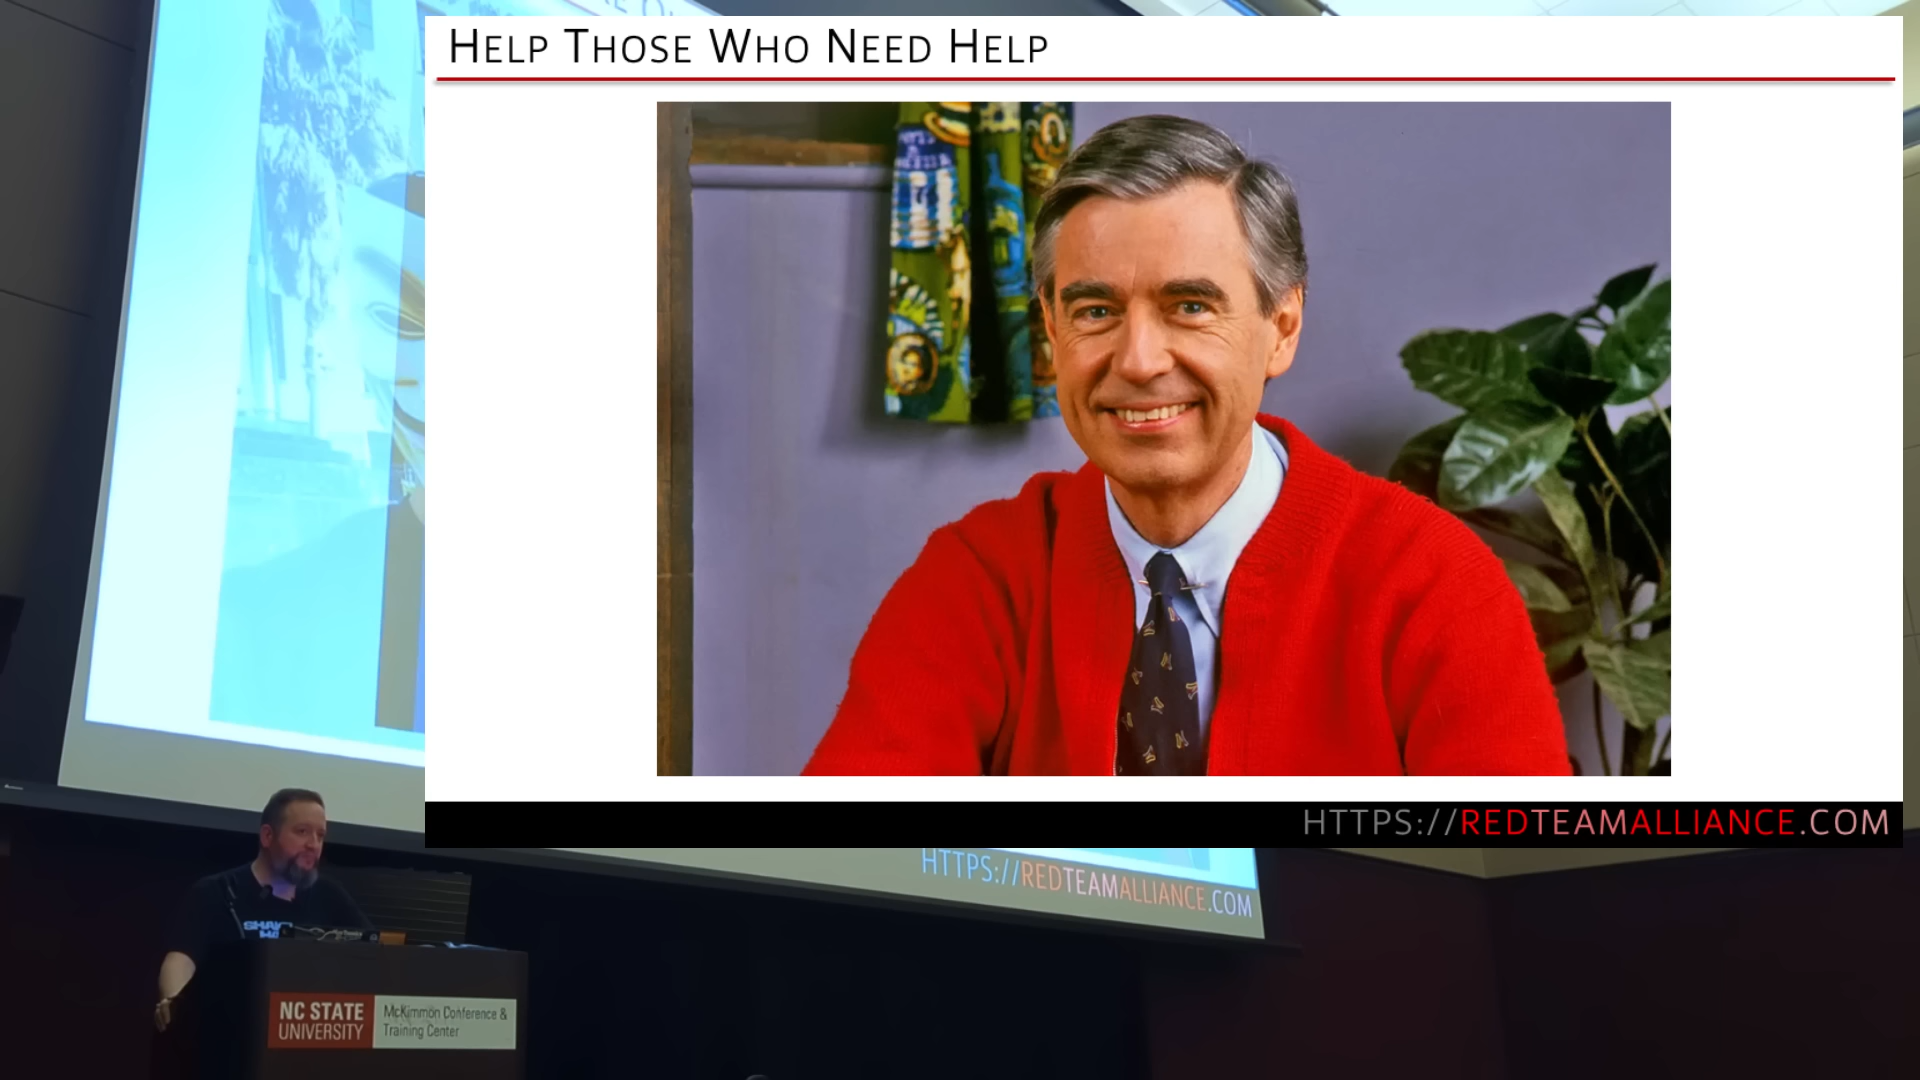 HELP THOSE WHO NEED HELP
HTTPS://REDTEAMALLIANCE.COM
HTTPS://REDTEAMALLIANCE.COM
NC STATE
UNIVERSITY
McKimmon Conference &
Training Center